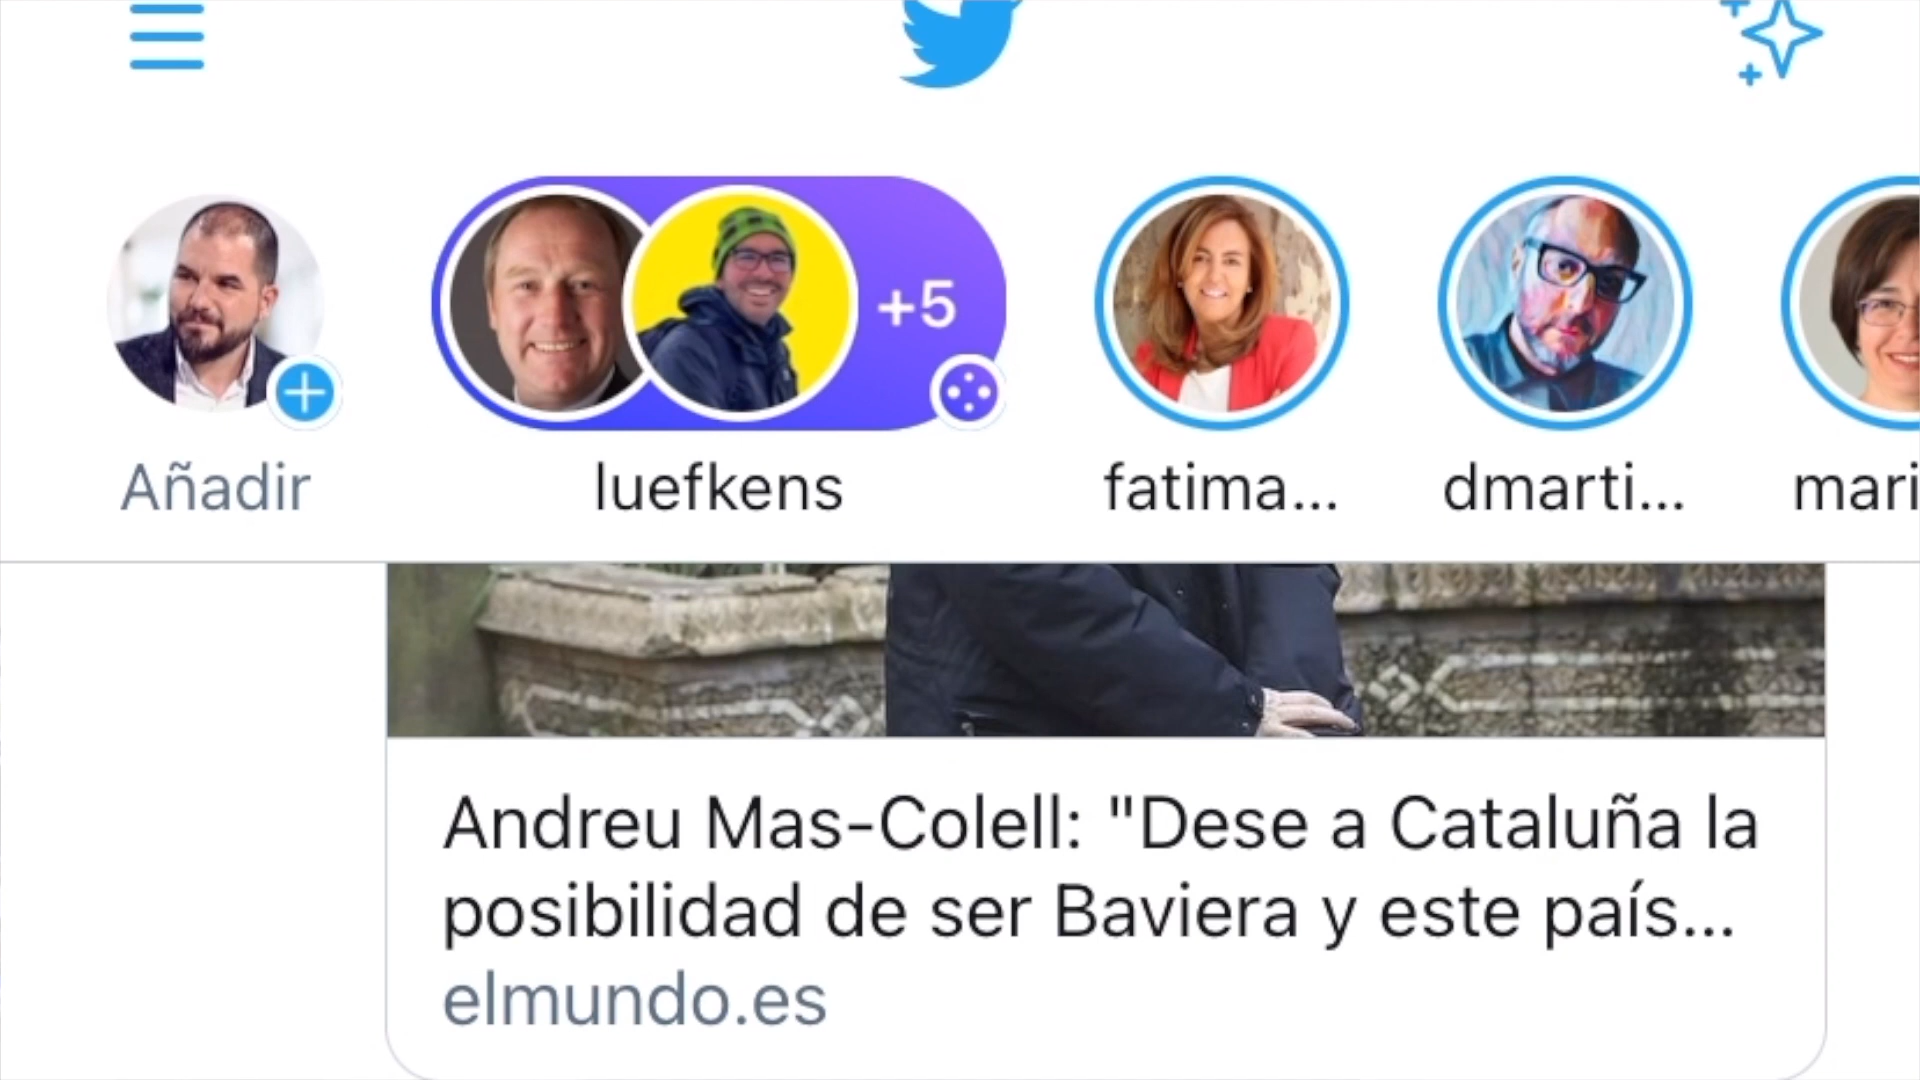 +5
Añadir
luefkens
fatima...
dmarti...
mari
Andreu Mas-Colell: "Dese a Cataluña la
posibilidad de ser Baviera y este país...
elmundo.es